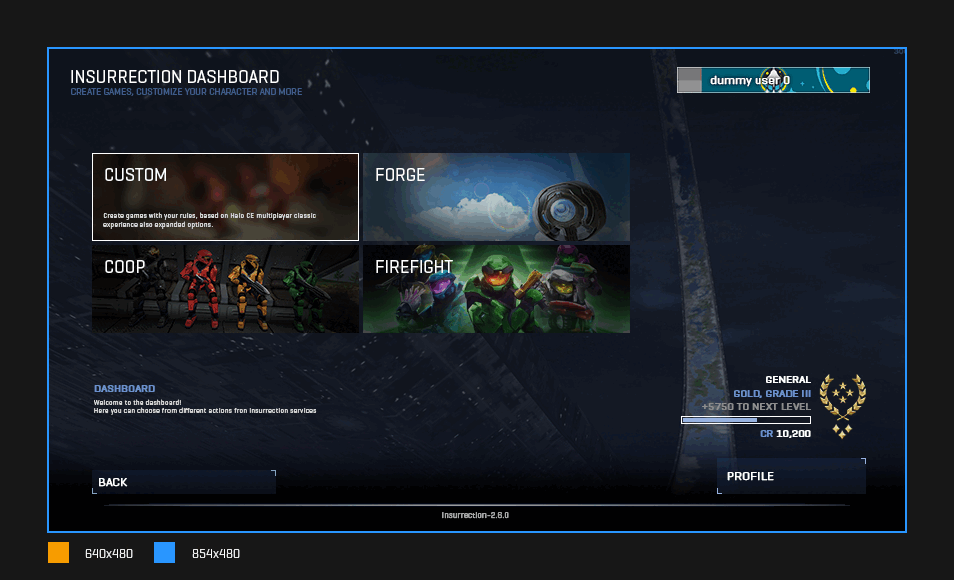 INSURRECTION DASHBOARD
CREATE GAMES, CUSTOMIZE YOUR CHARACTER AND MORE
dummy user 0
CUSTOM
Create games with your rules, based on Halo CE multiplayer classic
experience also expanded options.
FORGE
COOP
FIREFIGHT
DASHBOARD
Welcome to the dashboard!
Here you can choose from different actions fron Insurrection services
GENERAL
GOLD, GRADE III
+5750 TO NEXT LEVEL
CR 10,200
BACK
PROFILE
Insurrection-2.6.0
640x480
854x480